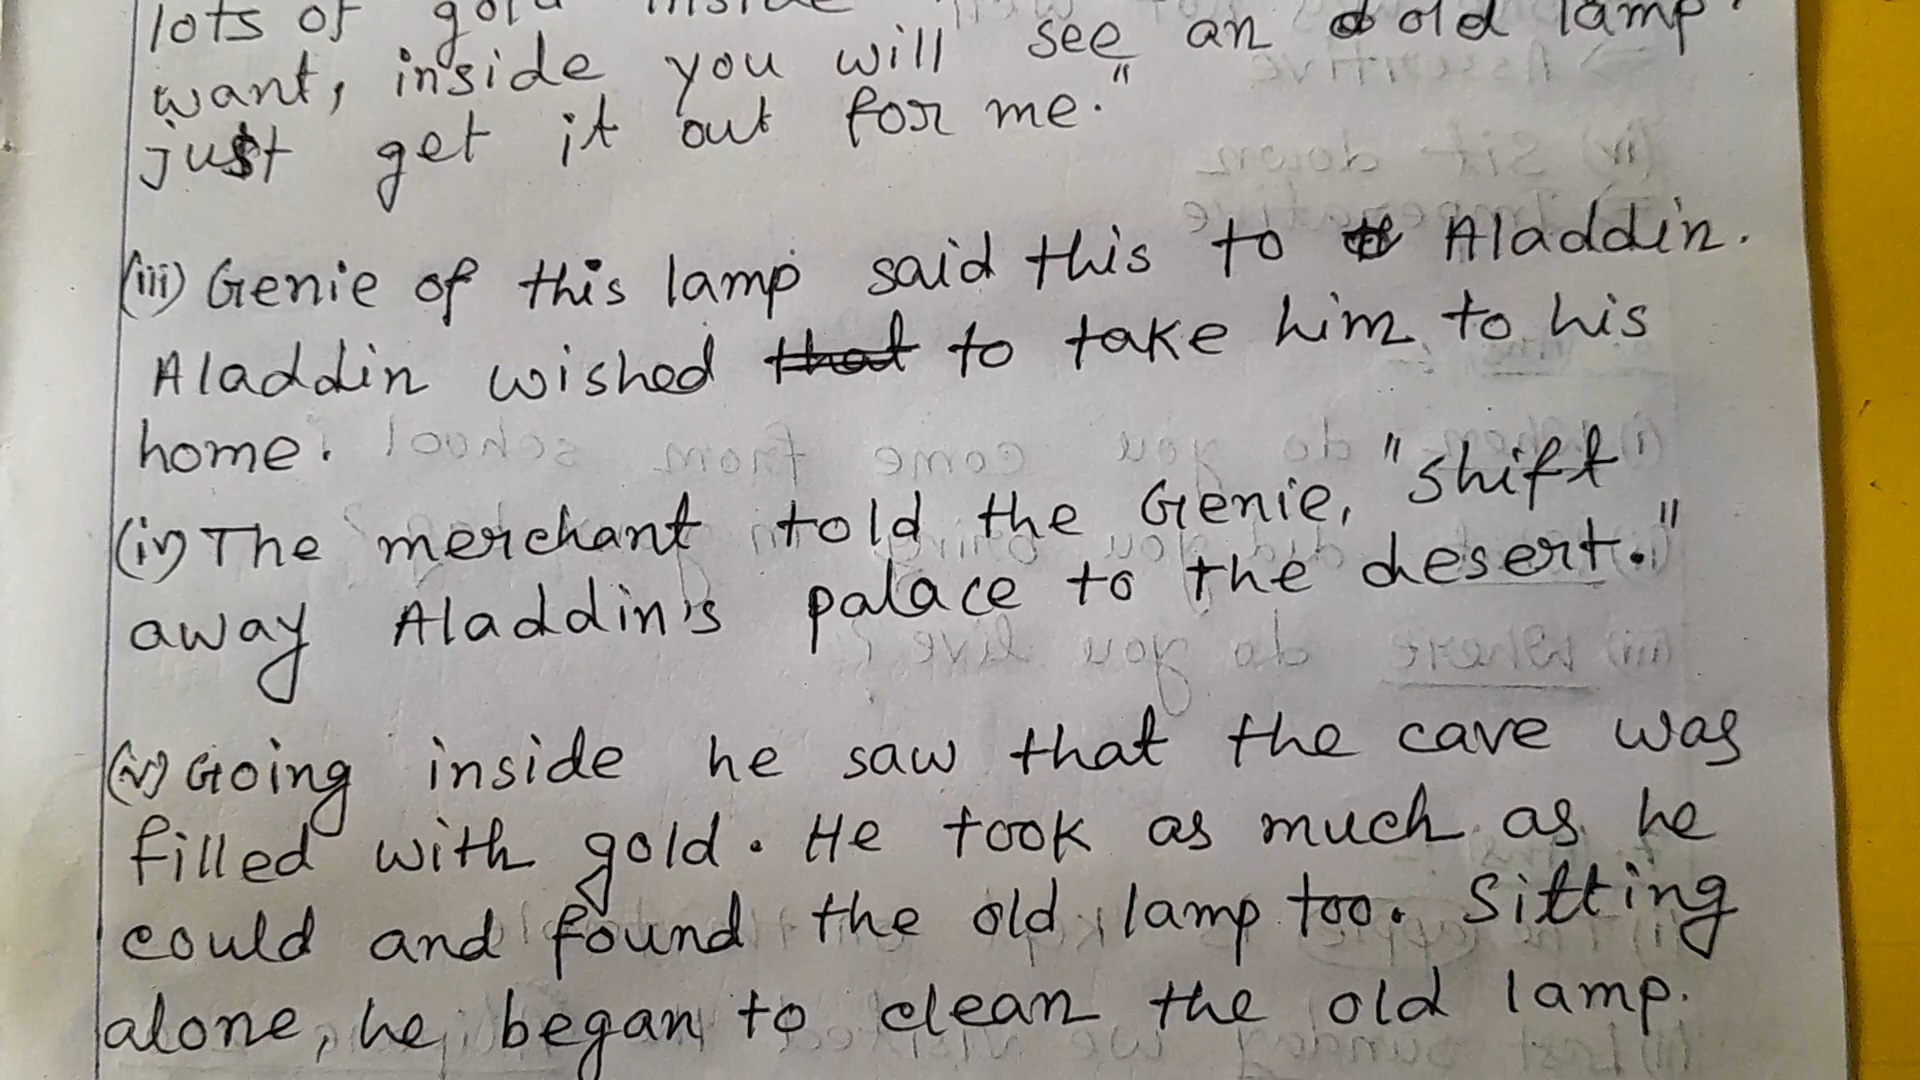 lots of gold inside
want, inside you will see an old lamp
just get it out for me."
(iii) Genie of this lamp said this to Aladdin.
Aladdin wished to take him to his
home.
(iv) The merchant told the Genie, "shift
away Aladdin's palace to the desert."
(v) Going inside he saw that the cave was
filled with gold. He took as much as he
could and found the old lamp too. Sitting
alone, he began to clean the old lamp.